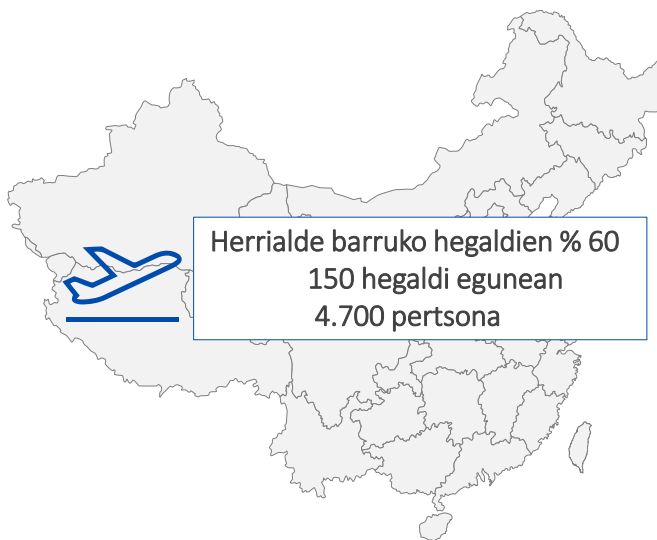 Herrialde barruko hegaldien % 60
150 hegaldi egunean
4.700 pertsona